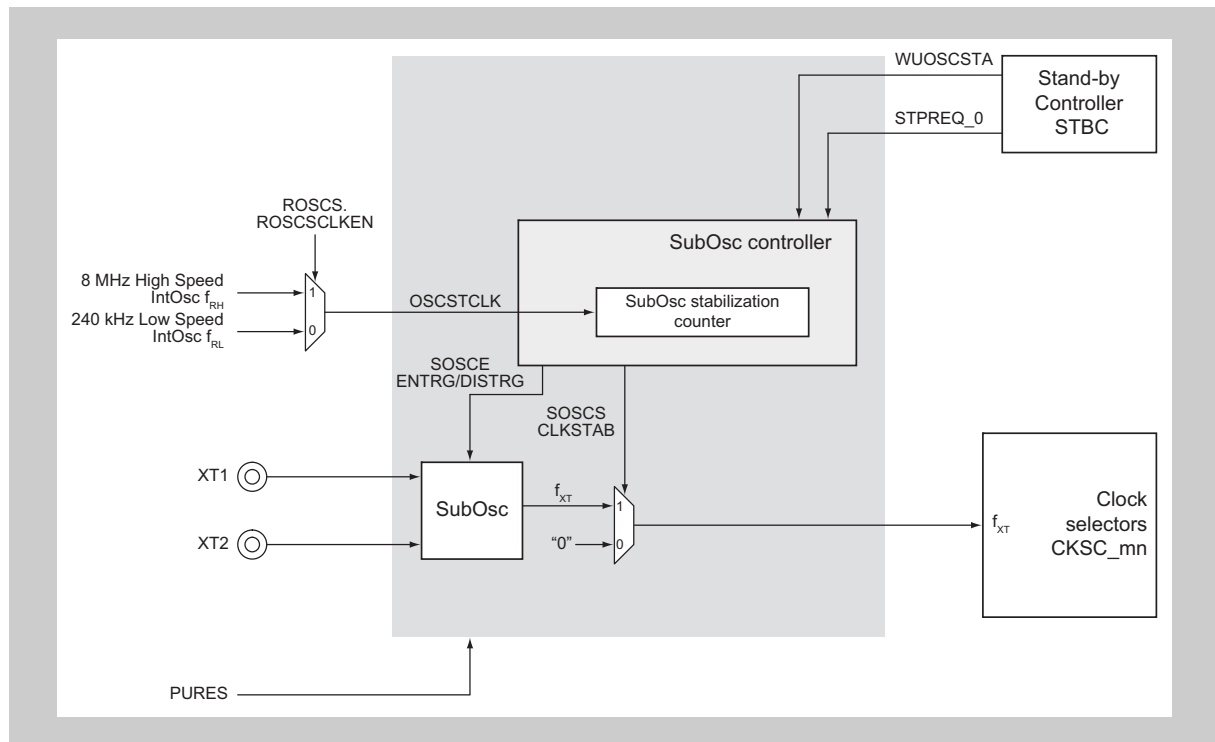 WUOSCSTA
Stand-by
Controller
STBC
STPREQ_0
ROSCS.
ROSCSCLKEN
SubOsc controller
8 MHz High Speed
IntOsc fRH
1
240 kHz Low Speed
IntOsc fRL
0
OSCSTCLK
SubOsc stabilization
counter
SOSCE
ENTRG/DISTRG
SOSCS
CLKSTAB
XT1
XT2
SubOsc
fXT
1
“0”
0
fXT
Clock
selectors
CKSC_mn
PURES